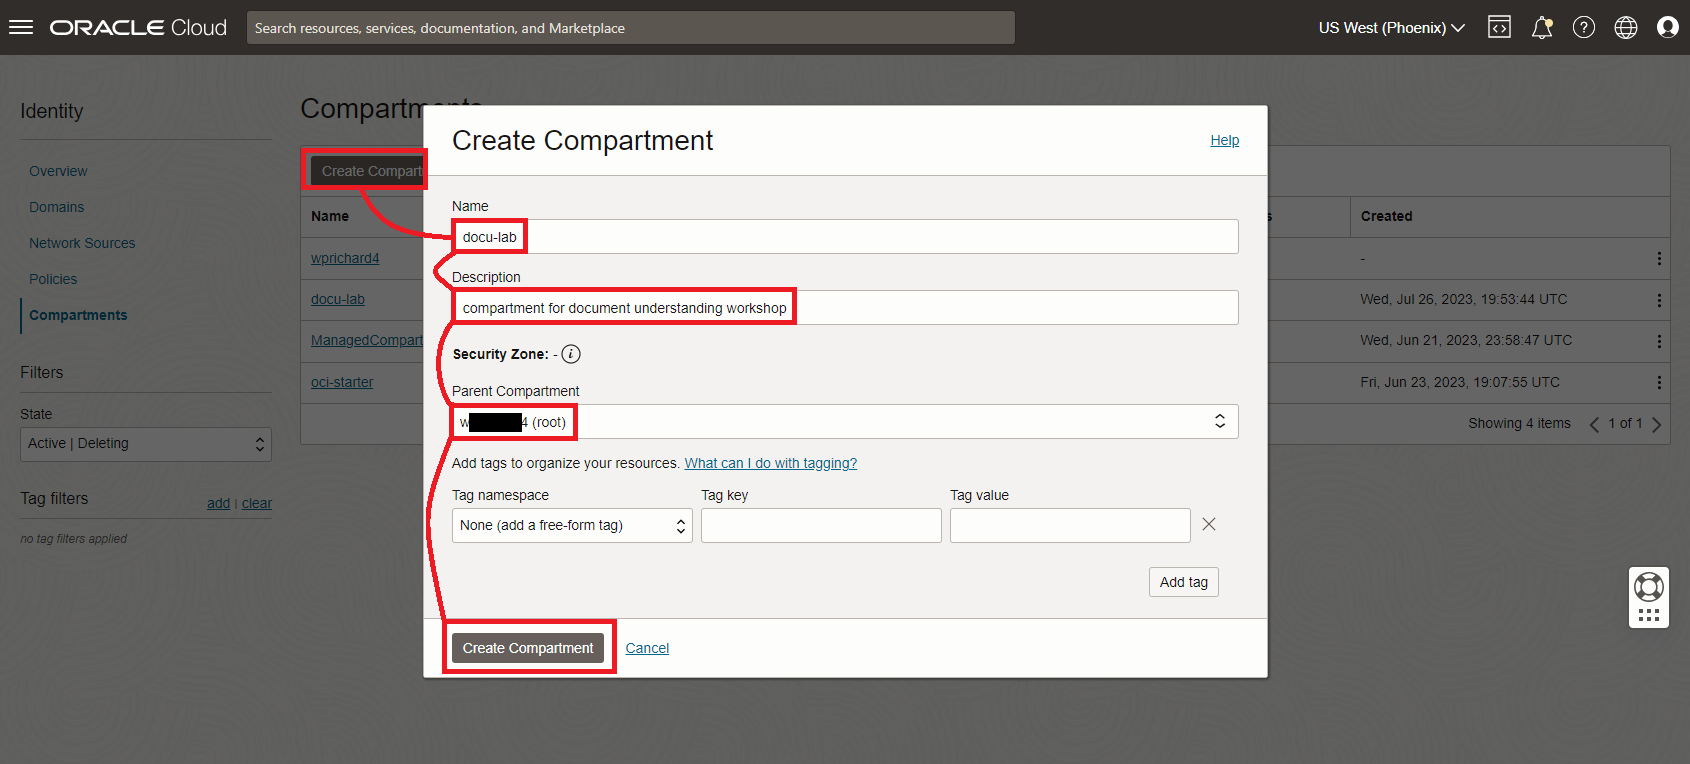 ORACLE Cloud
Search resources, services, documentation, and Marketplace
US West (Phoenix)
Identity
Overview
Domains
Network Sources
Policies
Compartments
Filters
State
Active | Deleting
Tag filters
add | clear
no tag filters applied
Compartments
Create Compart
Name
Created
wprichard4
-
docu-lab
Wed, Jul 26, 2023, 19:53:44 UTC
ManagedCompart
Wed, Jun 21, 2023, 23:58:47 UTC
oci-starter
Fri, Jun 23, 2023, 19:07:55 UTC
Showing 4 items
1 of 1
Create Compartment
Help
Name
docu-lab
Description
compartment for document understanding workshop
Security Zone: -
Parent Compartment
w 4 (root)
Add tags to organize your resources. What can I do with tagging?
Tag namespace
Tag key
Tag value
None (add a free-form tag)
Add tag
Create Compartment
Cancel